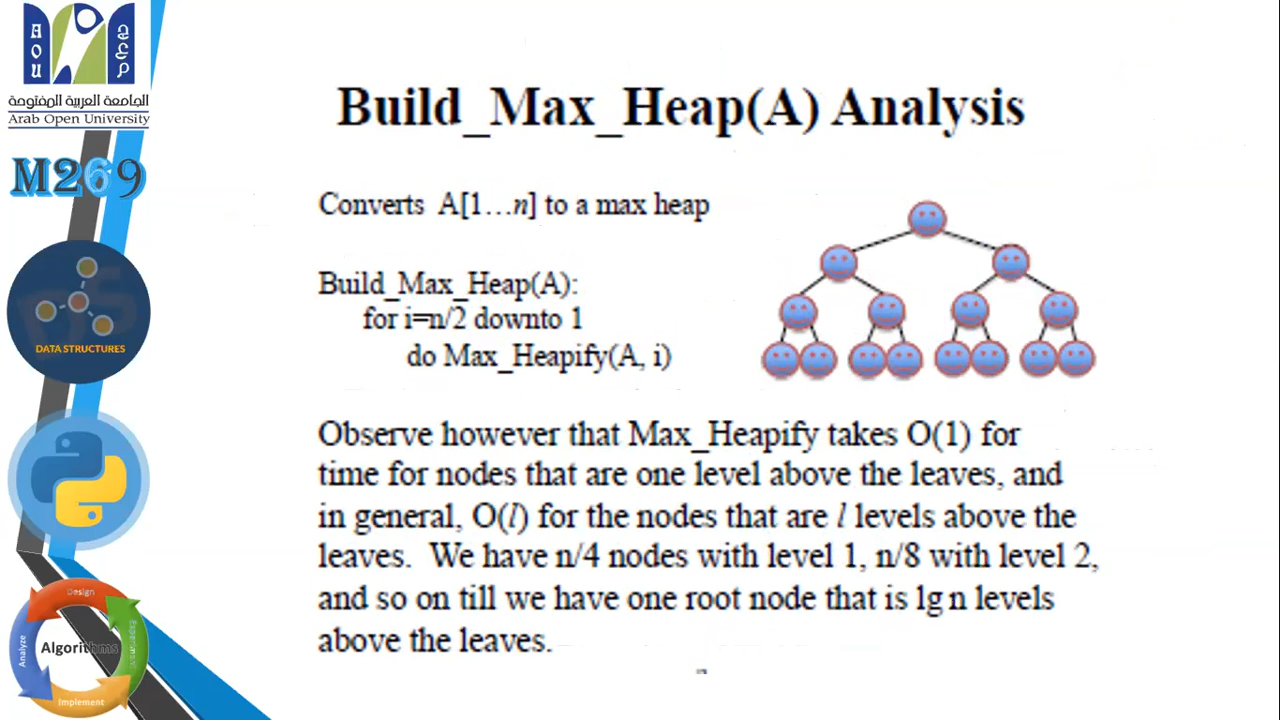 AOU
جامعة
الجامعة العربية المفتوحة
Arab Open University
M269
DATA STRUCTURES
Design
Analyze
Algorithms
Experiment
Implement
Build_Max_Heap(A) Analysis
Converts A[1…n] to a max heap
Build_Max_Heap(A):
for i=n/2 downto 1
do Max_Heapify(A, i)
Observe however that Max_Heapify takes O(1) for
time for nodes that are one level above the leaves, and
in general, O(l) for the nodes that are l levels above the
leaves. We have n/4 nodes with level 1, n/8 with level 2,
and so on till we have one root node that is lg n levels
above the leaves.